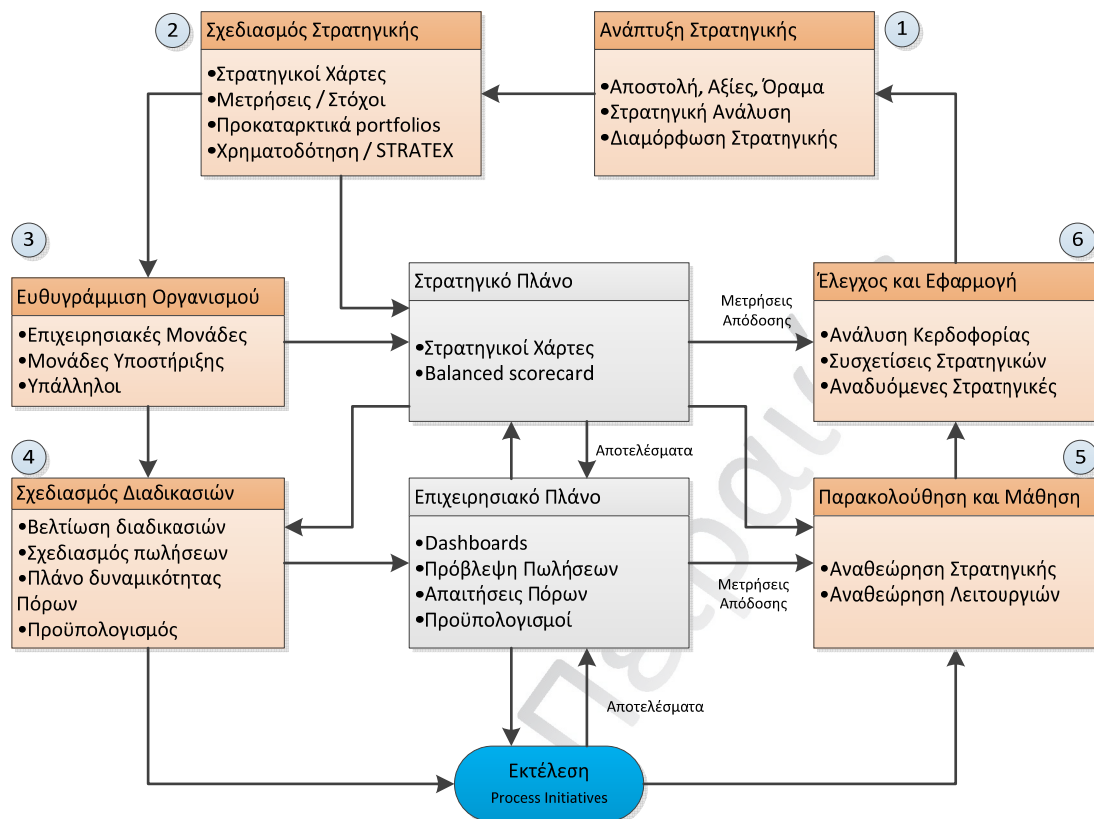 2
Σχεδιασμός Στρατηγικής
•Στρατηγικοί Χάρτες
•Μετρήσεις / Στόχοι
•Προκαταρκτικά portfolios
•Χρηματοδότηση / STRATEX
Ανάπτυξη Στρατηγικής
1
•Αποστολή, Αξίες, Όραμα
•Στρατηγική Ανάλυση
•Διαμόρφωση Στρατηγικής
3
Ευθυγράμμιση Οργανισμού
•Επιχειρησιακές Μονάδες
•Μονάδες Υποστήριξης
•Υπάλληλοι
Στρατηγικό Πλάνο
•Στρατηγικοί Χάρτες
•Balanced scorecard
Μετρήσεις
Απόδοσης
6
Έλεγχος και Εφαρμογή
•Ανάλυση Κερδοφορίας
•Συσχετίσεις Στρατηγικών
•Αναδυόμενες Στρατηγικές
Αποτελέσματα
4
Σχεδιασμός Διαδικασιών
•Βελτίωση διαδικασιών
•Σχεδιασμός πωλήσεων
•Πλάνο δυναμικότητας
Πόρων
•Προϋπολογισμός
Επιχειρησιακό Πλάνο
•Dashboards
•Πρόβλεψη Πωλήσεων
•Απαιτήσεις Πόρων
•Προϋπολογισμοί
Μετρήσεις
Απόδοσης
5
Παρακολούθηση και Μάθηση
•Αναθεώρηση Στρατηγικής
•Αναθεώρηση Λειτουργιών
Αποτελέσματα
Εκτέλεση
Process Initiatives